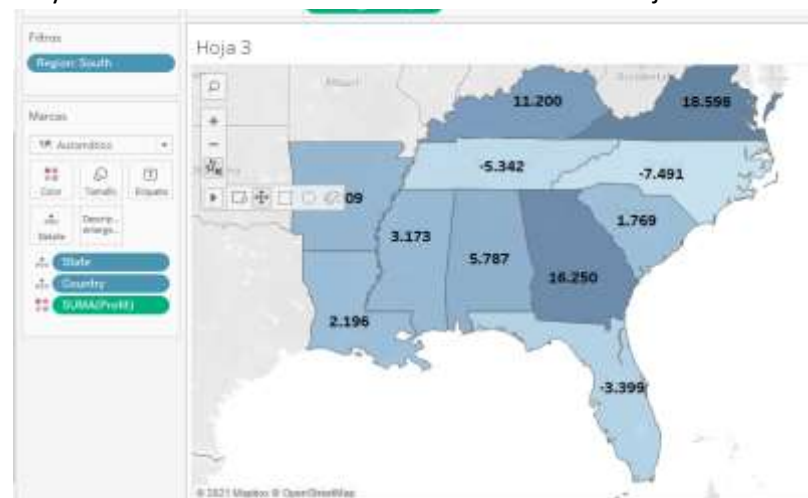 Filtros
Hoja 3
Region: South
Marcas
Automático
Color
Tamaño
Etiqueta
Detalle
Descrip...
emerge...
State
Country
SUMA(Profit)
11.200
18.598
-5.342
-7.491
09
1.769
3.173
5.787
16.250
2.196
-3.399
© 2021 Mapbox © OpenStreetMap